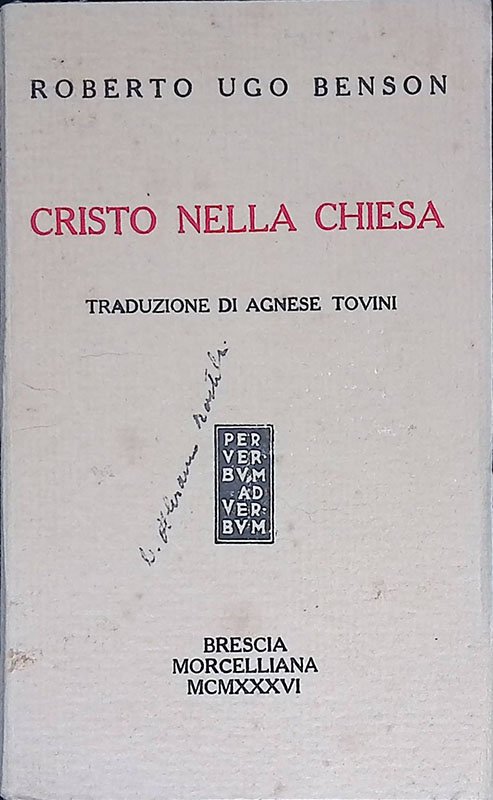 ROBERTO UGO BENSON
CRISTO NELLA CHIESA
TRADUZIONE DI AGNESE TOVINI
PER
VER
BVM
AD
VER
BVM
BRESCIA
MORCELLIANA
MCMXXXVI